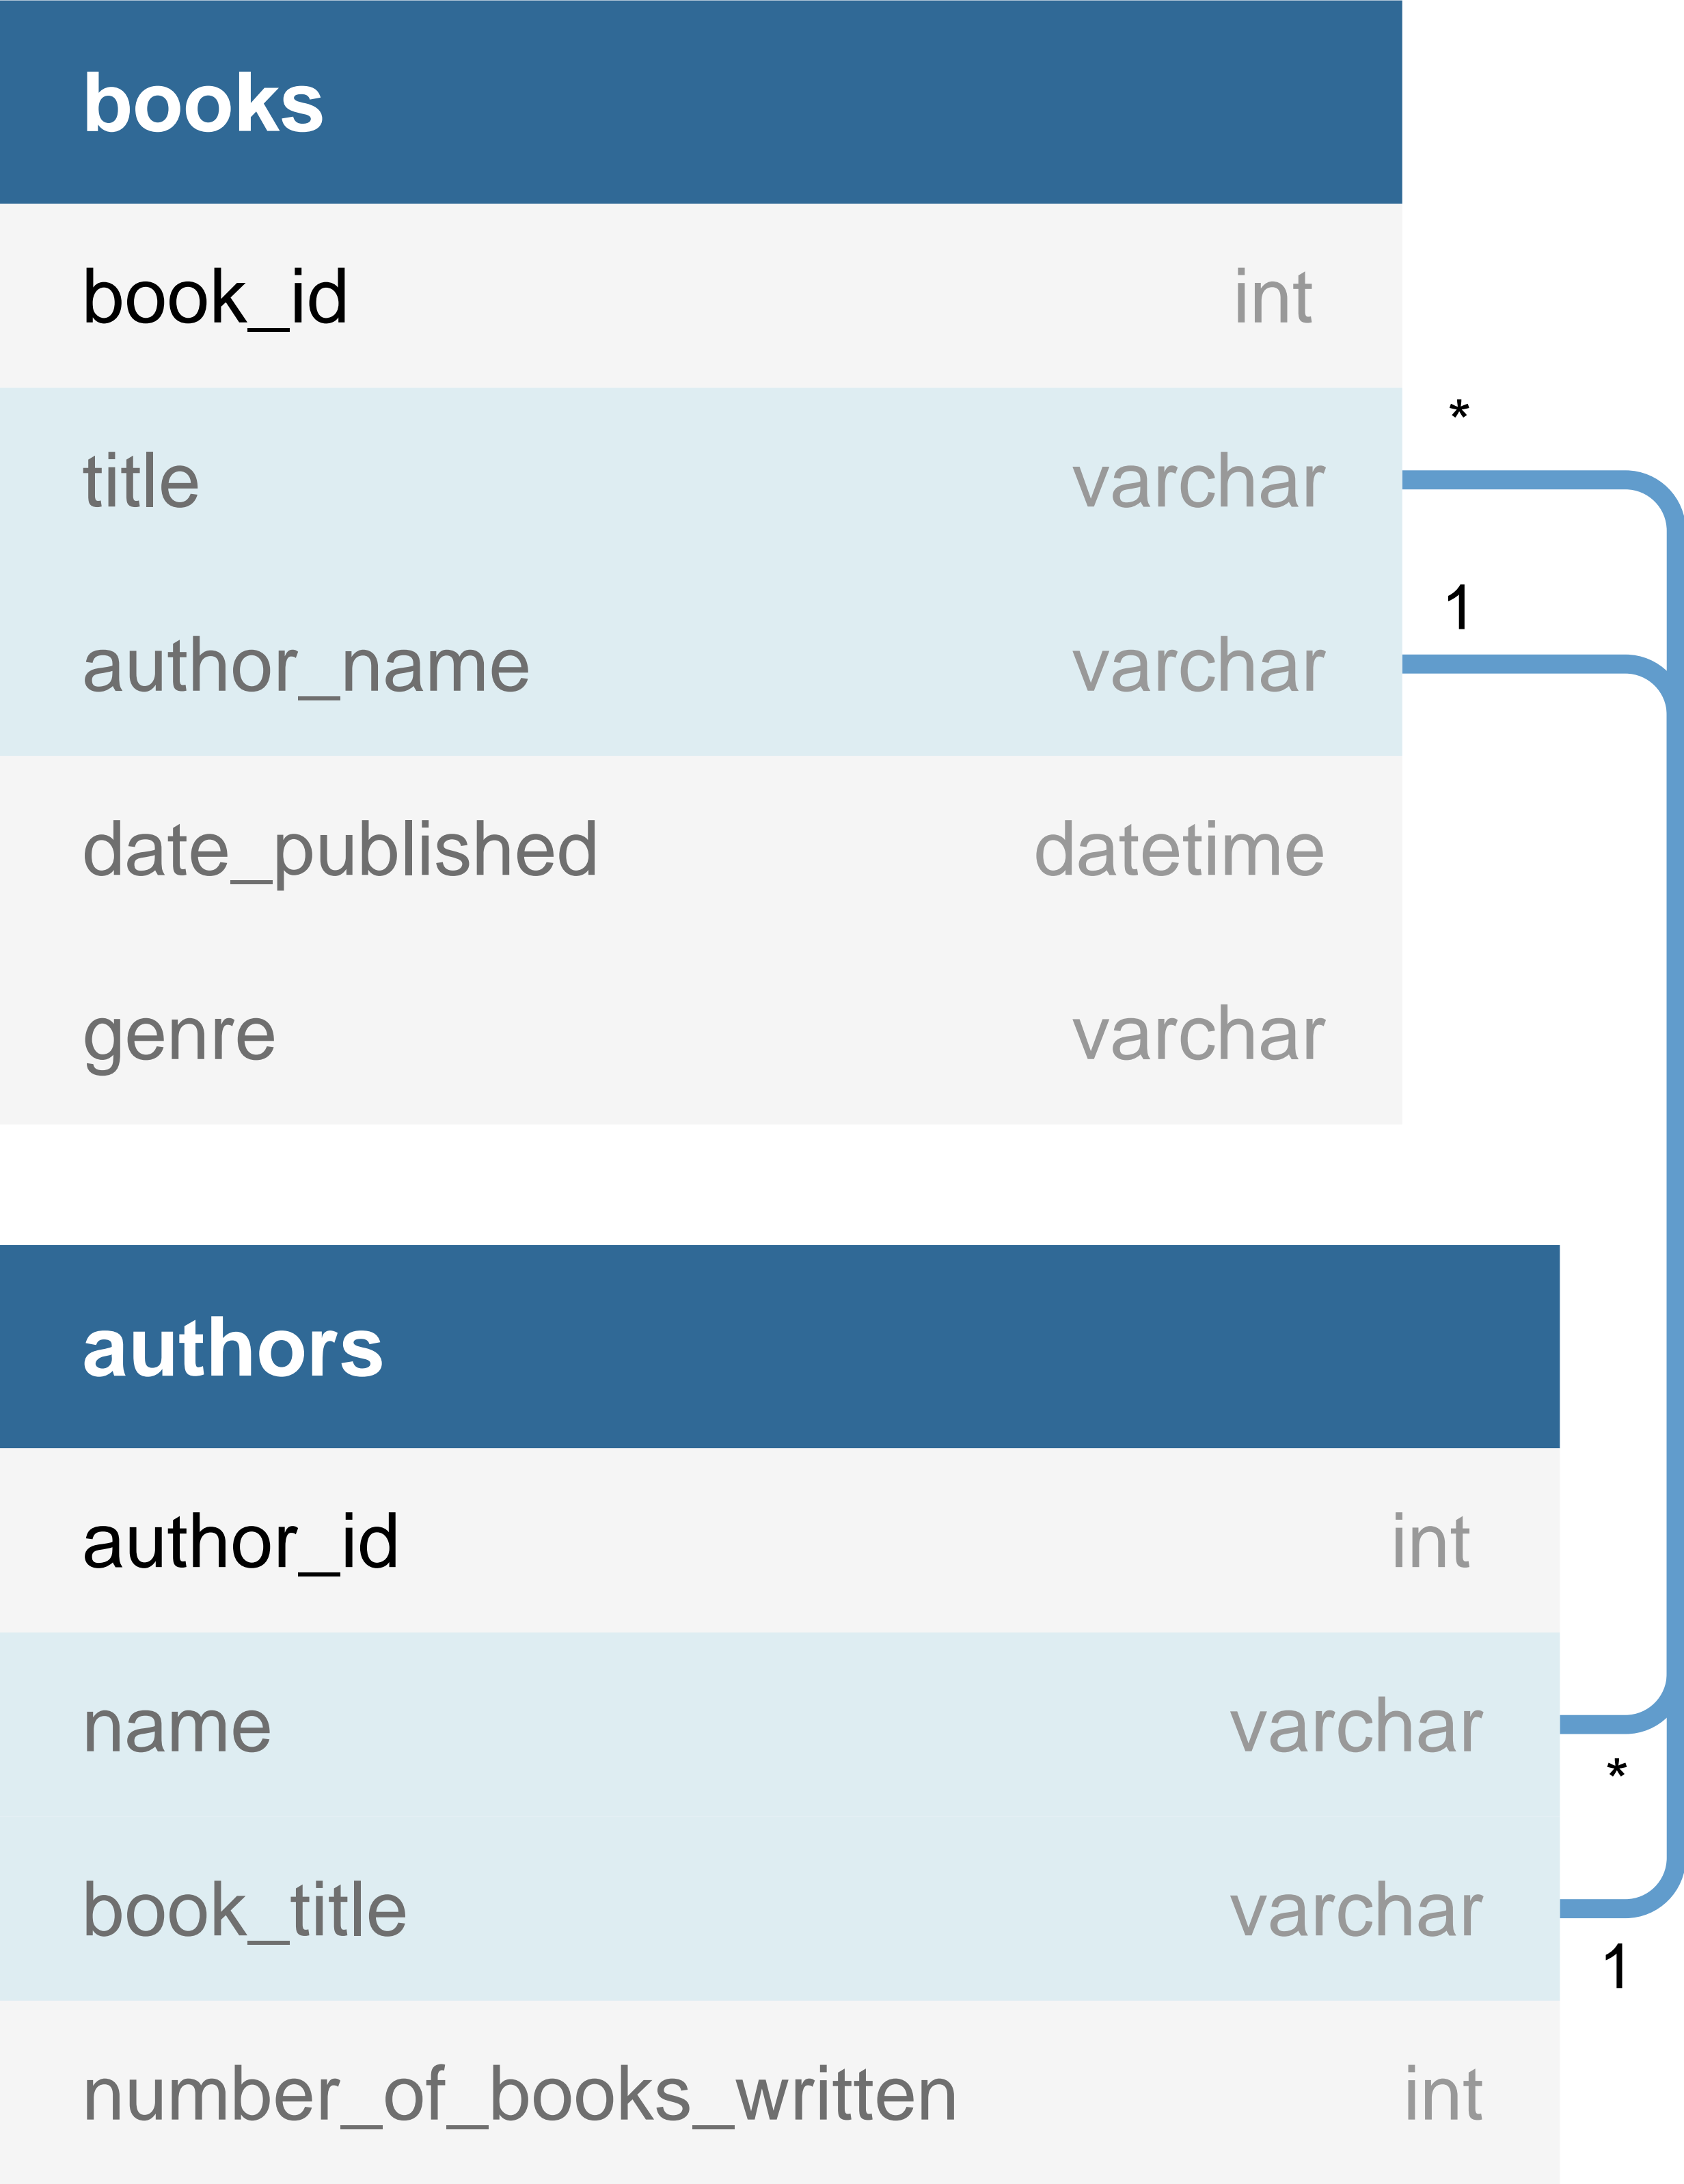 books
book_id int
*
title varchar
1
author_name varchar
date_published datetime
genre varchar
authors
author_id int
name varchar
*
book_title varchar
1
number_of_books_written int